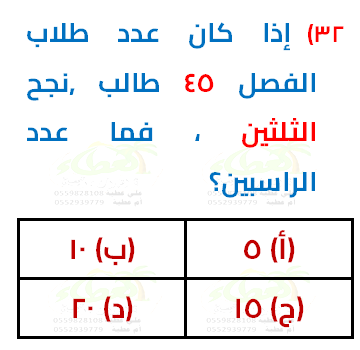 ٣٢) إذا كان عدد طلاب
الفصل ٤٥ طالب ,نجح
الثلثين ، فما عدد
الراسبين؟
(أ) ٥
(ب) ١٠
(ج) ١٥
(د) ٢٠